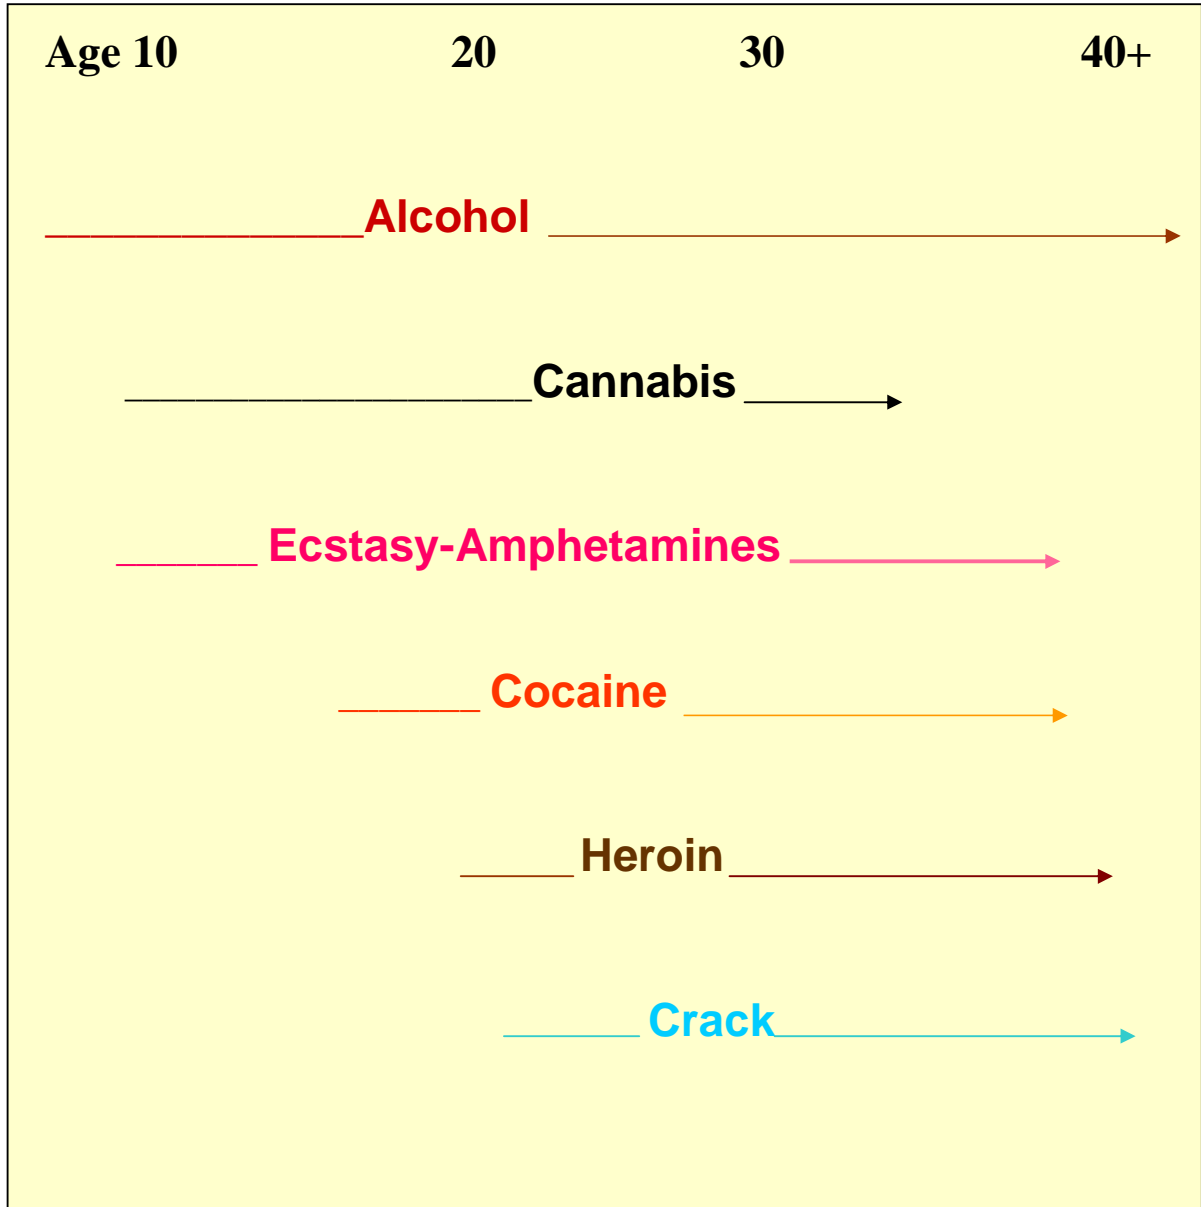 Age 10 20 30 40+
Alcohol
Cannabis
Ecstasy-Amphetamines
Cocaine
Heroin
Crack